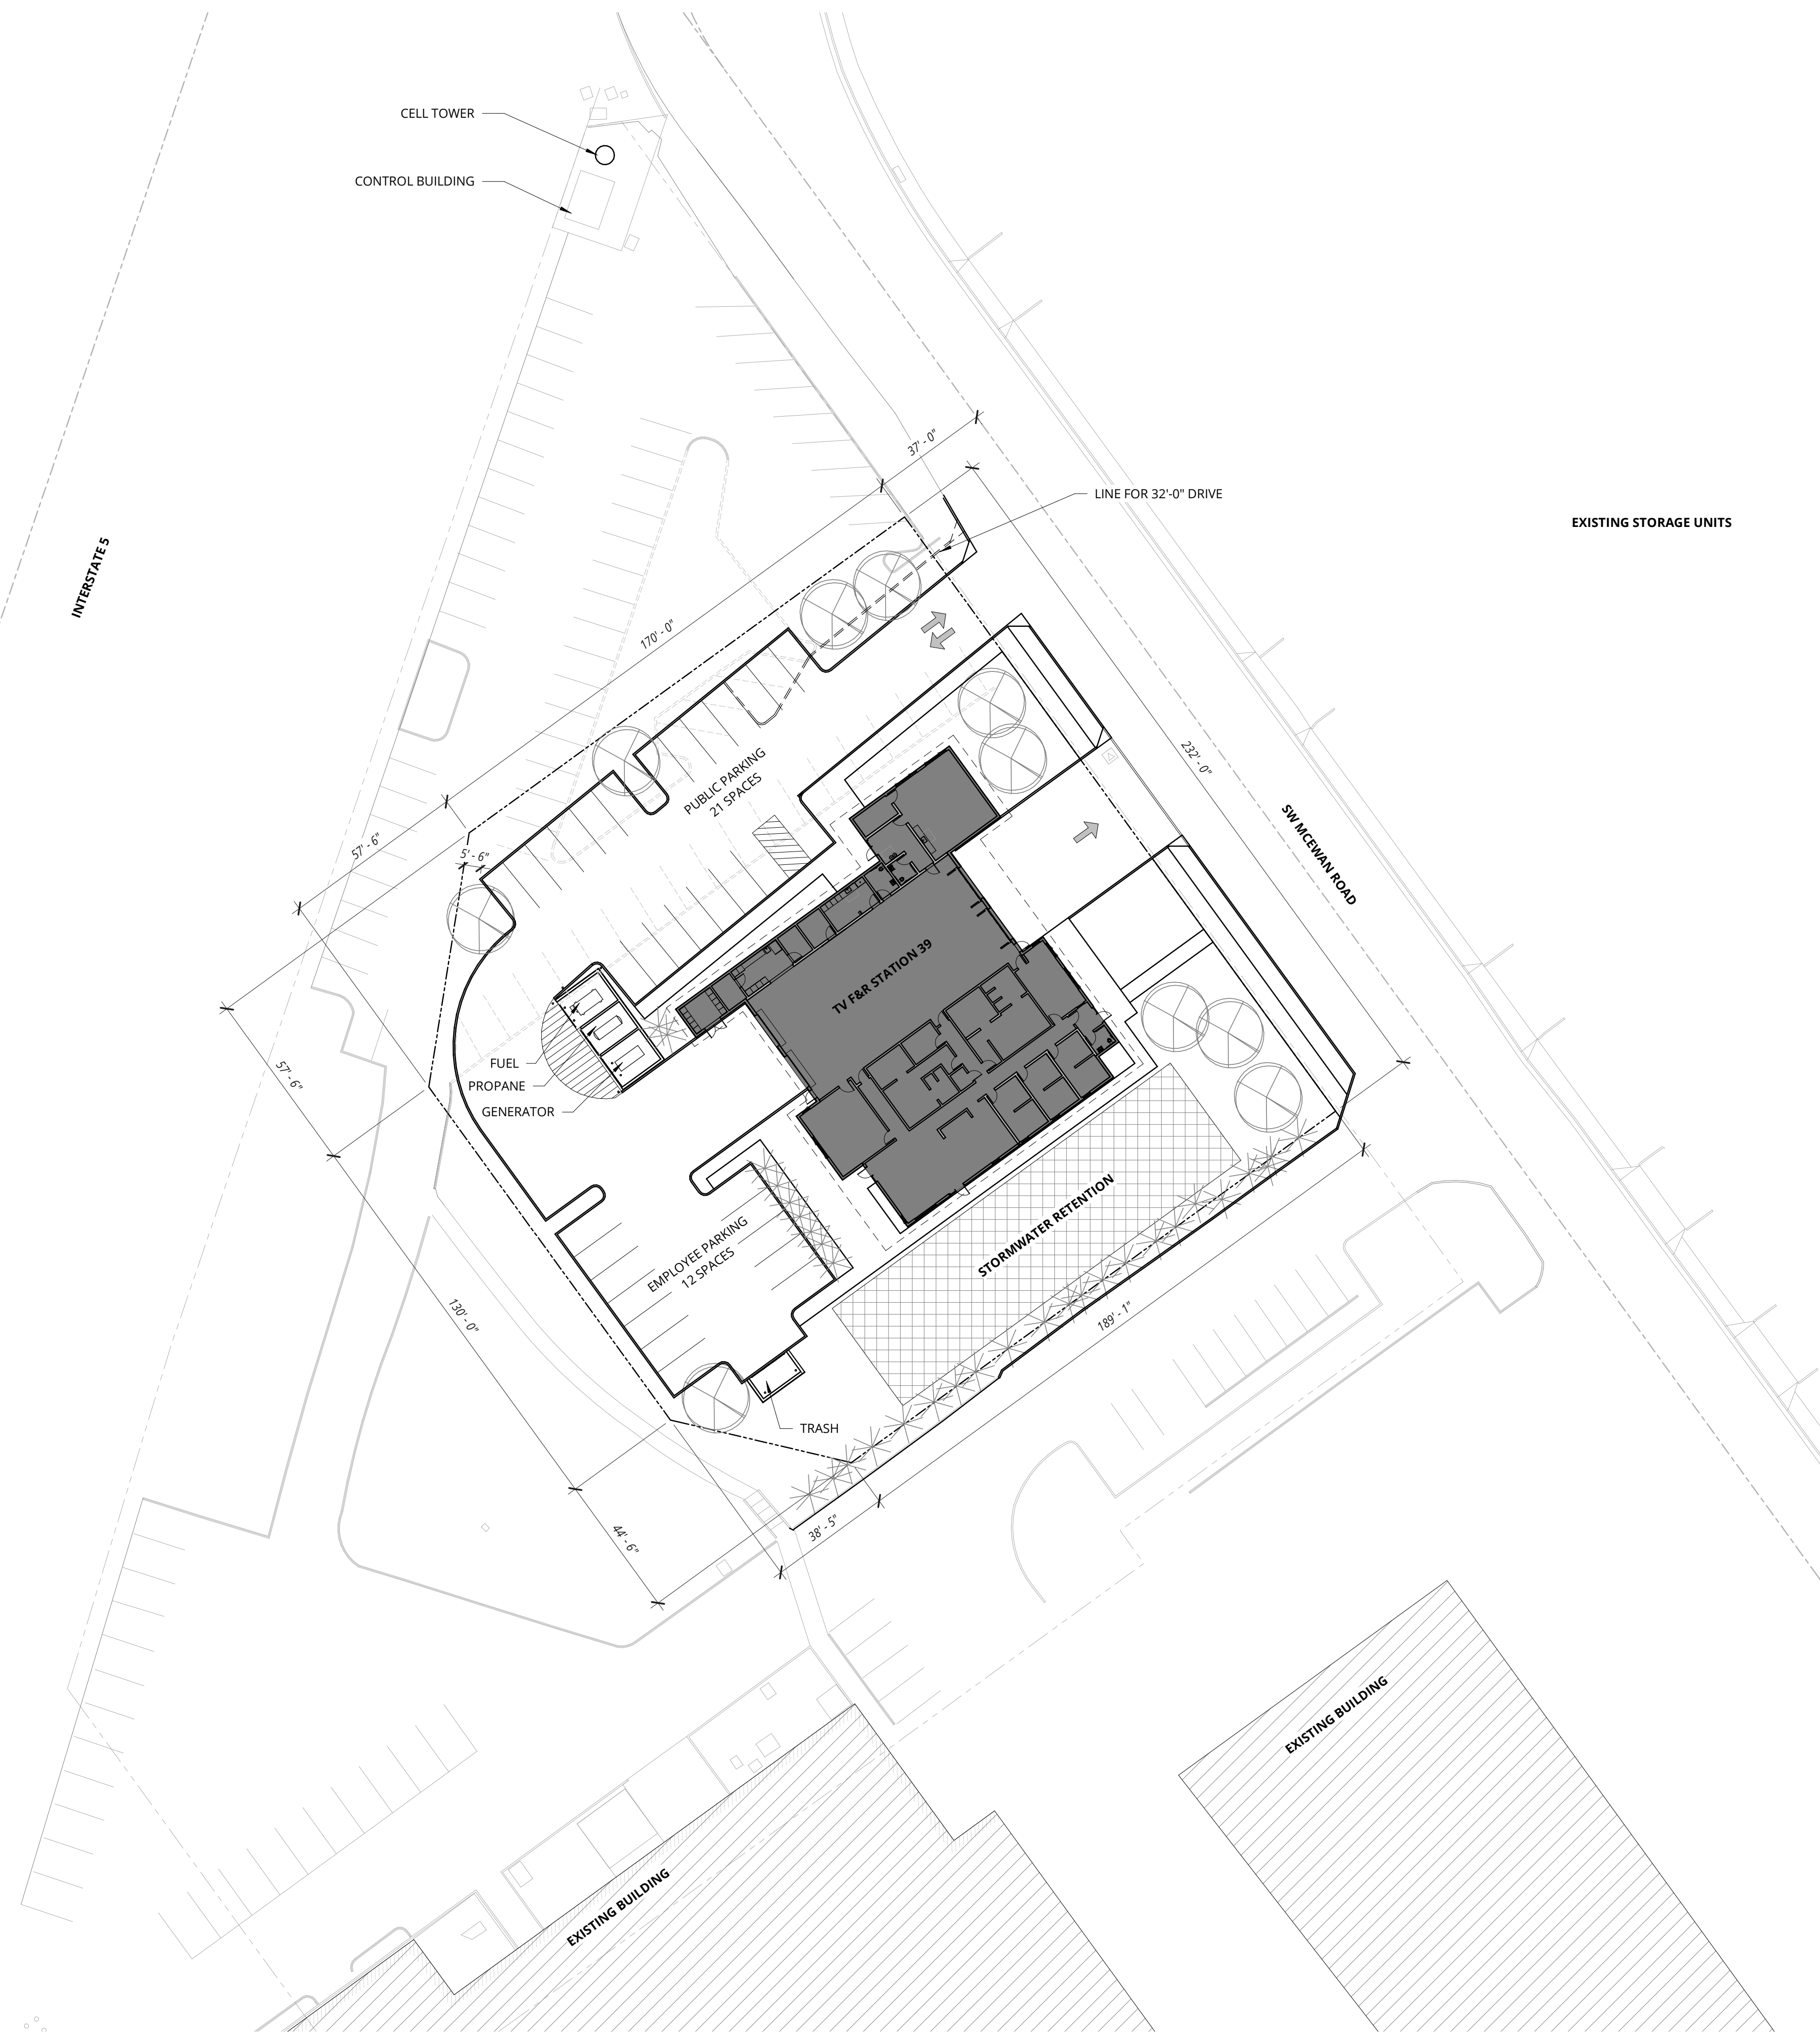 CELL TOWER
CONTROL BUILDING
37' - 0"
LINE FOR 32'-0" DRIVE
EXISTING STORAGE UNITS
INTERSTATE 5
170' - 0"
232' - 0"
PUBLIC PARKING
21 SPACES
57' - 6"
5' - 6"
SW MCEWAN ROAD
TV F&R STATION 39
FUEL
PROPANE
GENERATOR
57' - 6"
STORMWATER RETENTION
EMPLOYEE PARKING
12 SPACES
130' - 0"
189' - 1"
TRASH
38' - 5"
44' - 6"
EXISTING BUILDING
EXISTING BUILDING